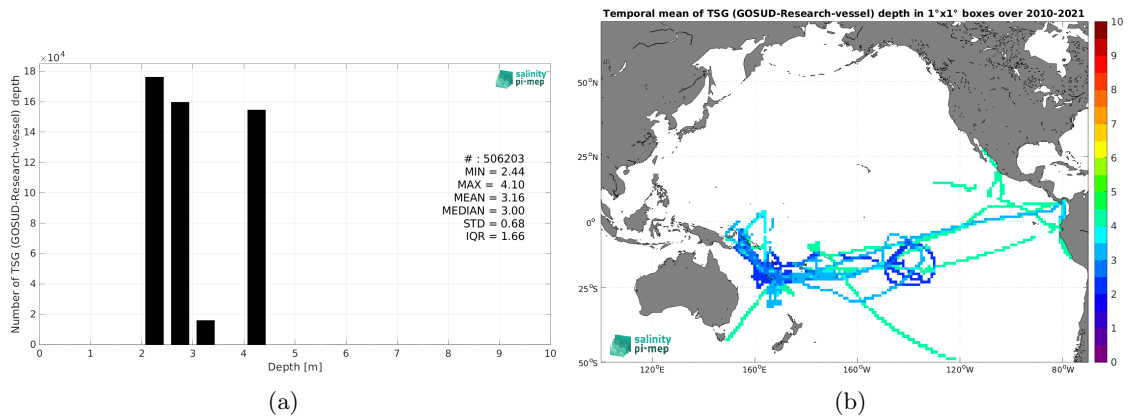 ×10⁴
18
16
14
12
10
8
6
4
2
0
Number of TSG (GOSUD-Research-vessel) depth
salinity
pi-mep
# : 506203
MIN = 2.44
MAX = 4.10
MEAN = 3.16
MEDIAN = 3.00
STD = 0.68
IQR = 1.66
0 1 2 3 4 5 6 7 8 9 10
Depth [m]
(a)
Temporal mean of TSG (GOSUD-Research-vessel) depth in 1°x1° boxes over 2010-2021
50°N
25°N
0°
25°S
50°S
120°E
160°E
160°W
120°W
80°W
salinity
pi-mep
10
9
8
7
6
5
4
3
2
1
0
(b)